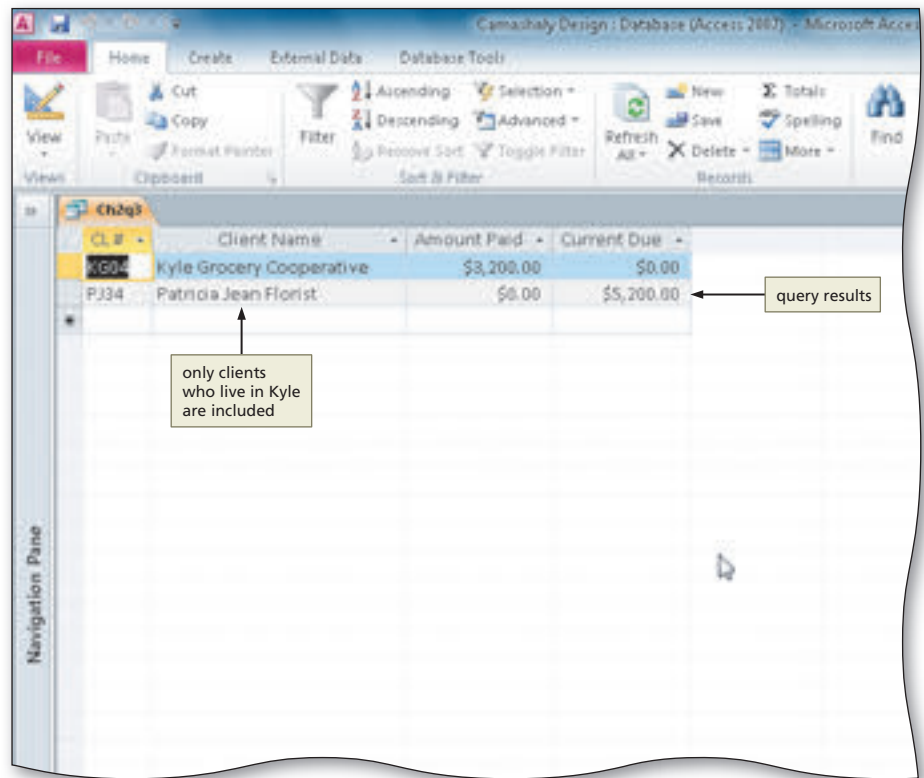 A
Camashaly Design : Database (Access 2007) - Microsoft Acces
File Home Create External Data Database Tools
View
Paste
Cut
Copy
Format Painter
Filter
Ascending
Descending
Remove Sort
Selection
Advanced
Toggle Filter
Refresh
All
New
Save
Delete
Totals
Spelling
More
Find
Views Clipboard Sort & Filter Records
Ch2q3
CL # Client Name Amount Paid Current Due
KG04 Kyle Grocery Cooperative $3,200.00 $0.00
PJ34 Patricia Jean Florist $0.00 $5,200.00
query results
only clients
who live in Kyle
are included
Navigation Pane